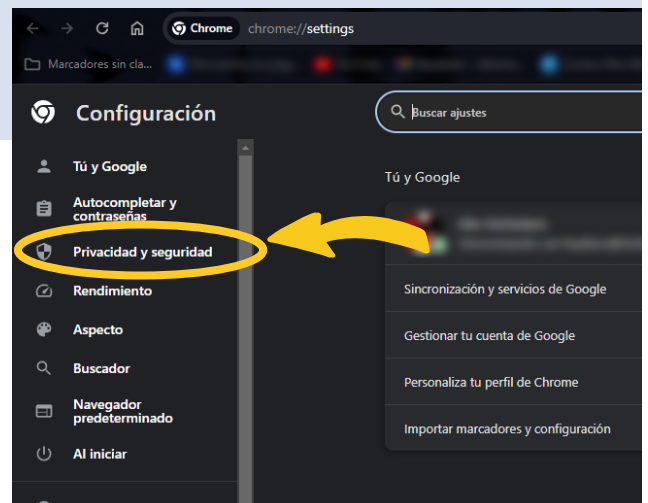 Chrome chrome://settings
Marcadores sin cla...
Configuración
Buscar ajustes
Tú y Google
Autocompletar y
contraseñas
Privacidad y seguridad
Rendimiento
Aspecto
Buscador
Navegador
predeterminado
Al iniciar
Tú y Google
Sincronización y servicios de Google
Gestionar tu cuenta de Google
Personaliza tu perfil de Chrome
Importar marcadores y configuración